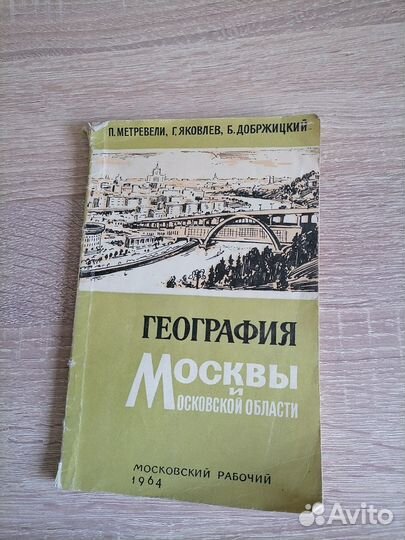 П. МЕТРЕВЕЛИ, Г. ЯКОВЛЕВ, Б. ДОБРЖИЦКИЙ
ГЕОГРАФИЯ
МОСКВЫ
И
МОСКОВСКОЙ ОБЛАСТИ
МОСКОВСКИЙ РАБОЧИЙ
1964
Avito